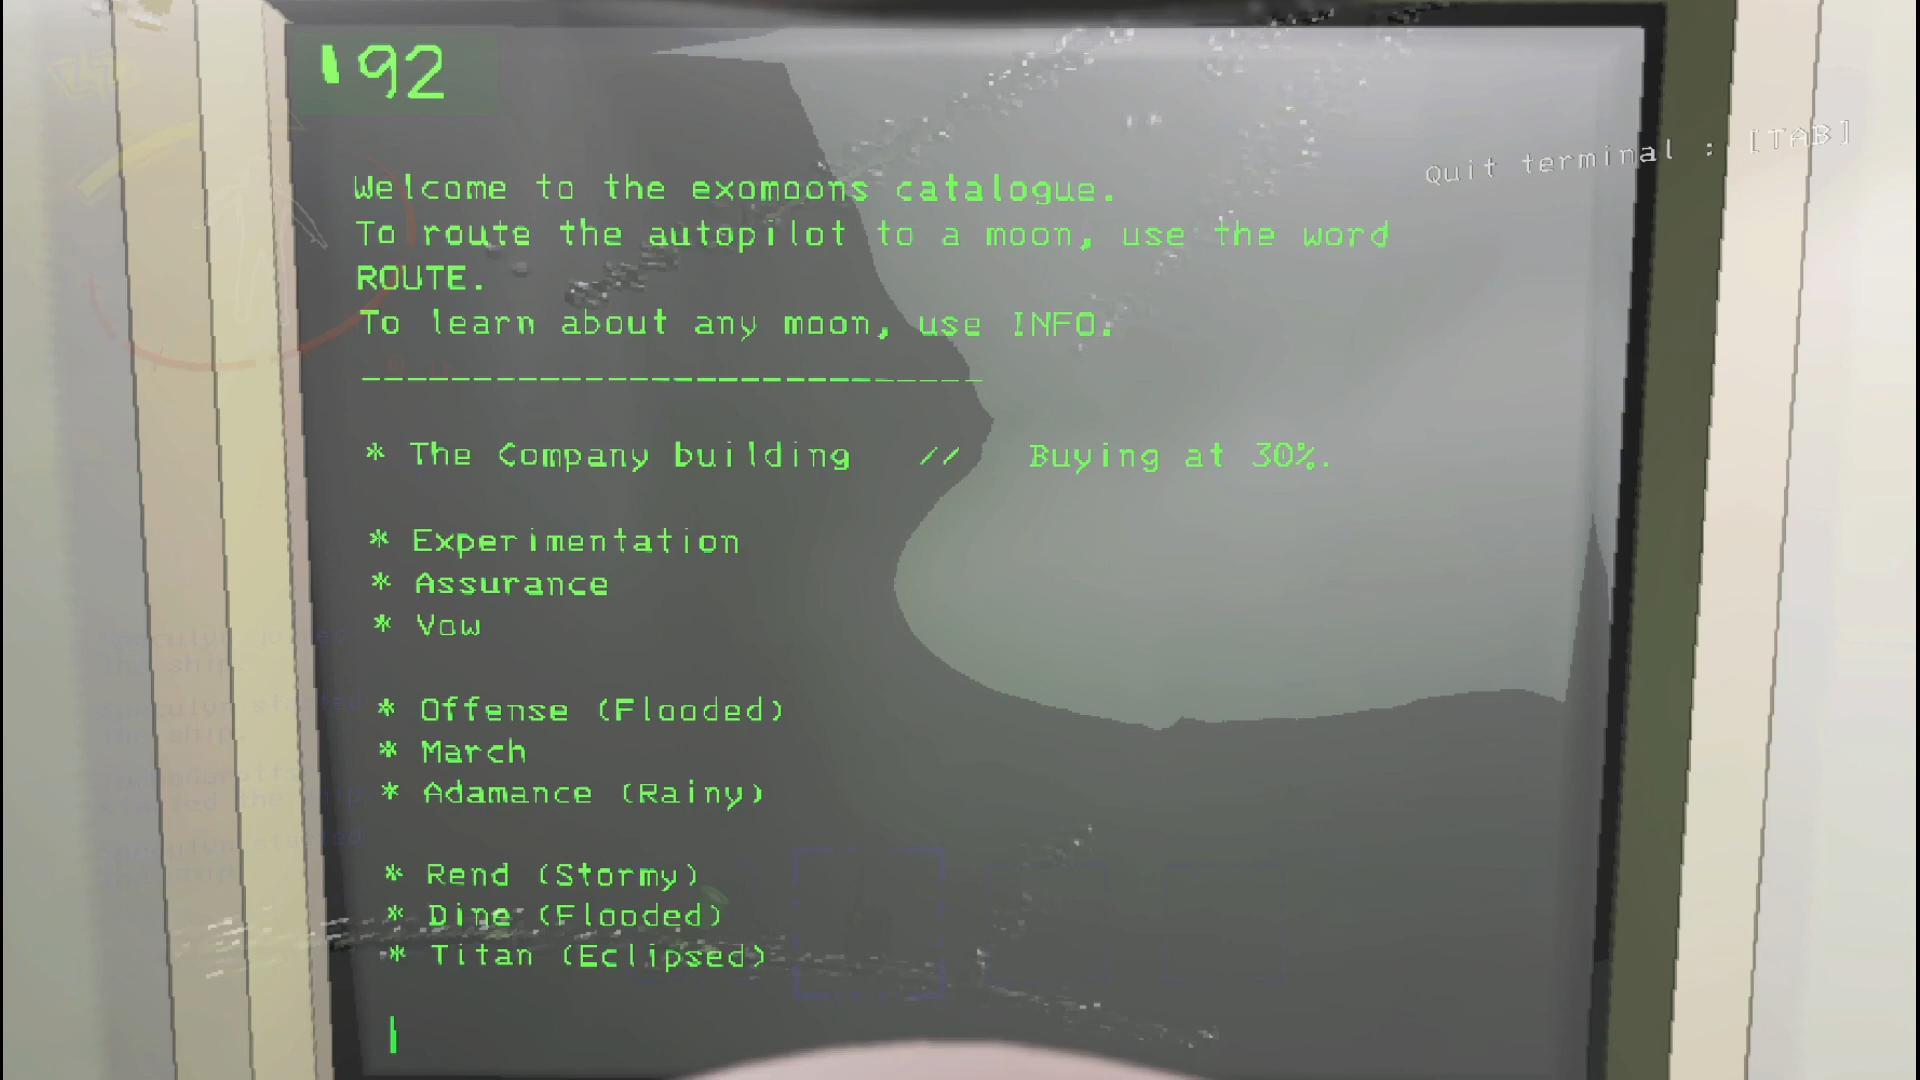 ▮92
Welcome to the exomoons catalogue.
Quit terminal : [TAB]
To route the autopilot to a moon, use the word
ROUTE.
To learn about any moon, use INFO.
----------------------------
* The Company building // Buying at 30%.
* Experimentation
* Assurance
* Vow
* Offense (Flooded)
* March
* Adamance (Rainy)
* Rend (Stormy)
* Dine (Flooded)
* Titan (Eclipsed)